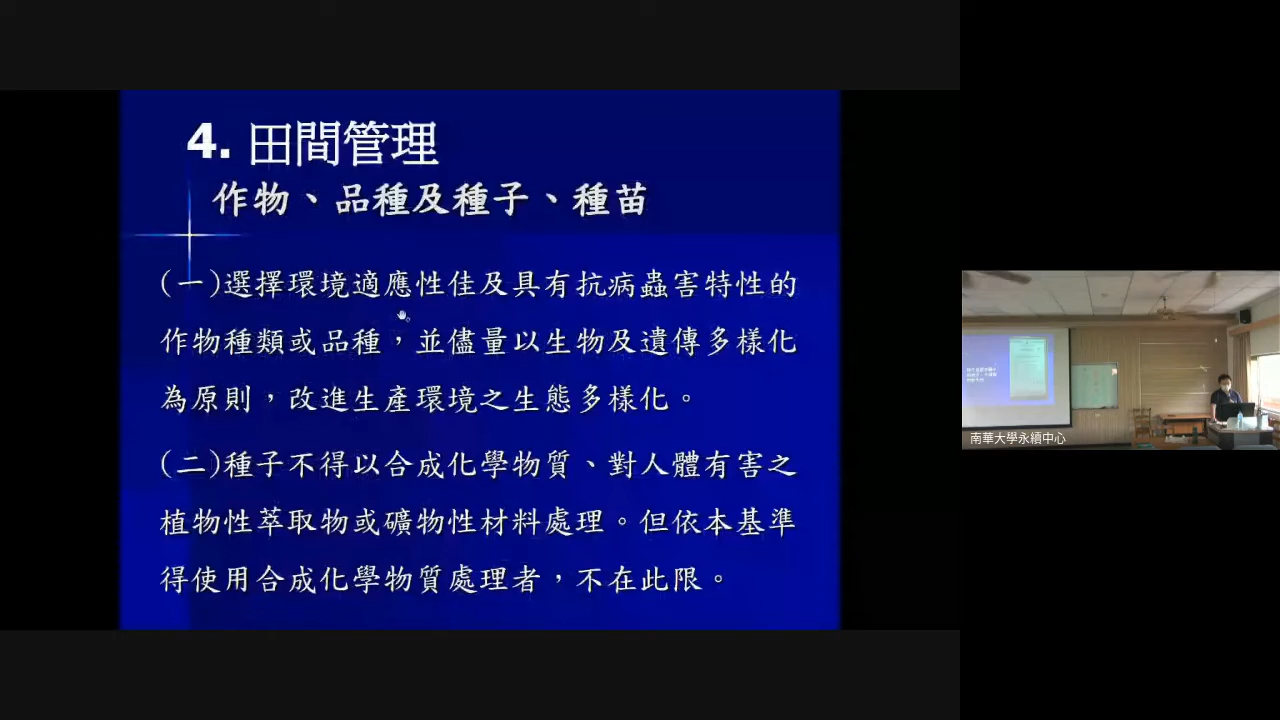 4. 田間管理
作物、品種及種子、種苗
(一)選擇環境適應性佳及具有抗病蟲害特性的
作物種類或品種，並儘量以生物及遺傳多樣化
為原則，改進生產環境之生態多樣化。
(二)種子不得以合成化學物質、對人體有害之
植物性萃取物或礦物性材料處理。但依本基準
得使用合成化學物質處理者，不在此限。
南華大學永續中心